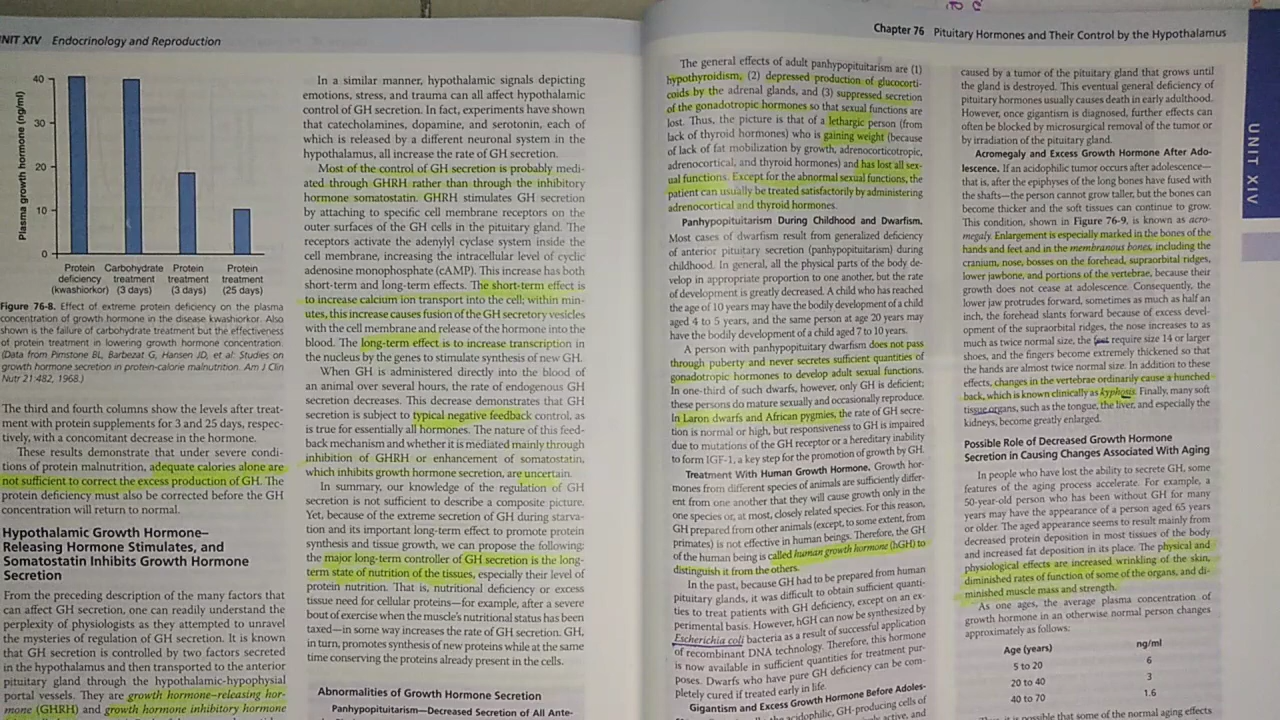 UNIT XIV Endocrinology and Reproduction
Plasma growth hormone (ng/ml)
40
30
20
10
0
Protein deficiency (kwashiorkor)
Carbohydrate treatment (3 days)
Protein treatment (3 days)
Protein treatment (25 days)
Figure 76-8. Effect of extreme protein deficiency on the plasma
concentration of growth hormone in the disease kwashiorkor. Also
shown is the failure of carbohydrate treatment but the effectiveness
of protein treatment in lowering growth hormone concentration.
(Data from Pimstone BL, Barbezat G, Hansen JD, et al: Studies on
growth hormone secretion in protein-calorie malnutrition. Am J Clin
Nutr 21:482, 1968.)
The third and fourth columns show the levels after treat-
ment with protein supplements for 3 and 25 days, respec-
tively, with a concomitant decrease in the hormone.
These results demonstrate that under severe condi-
tions of protein malnutrition, adequate calories alone are
not sufficient to correct the excess production of GH. The
protein deficiency must also be corrected before the GH
concentration will return to normal.
Hypothalamic Growth Hormone–
Releasing Hormone Stimulates, and
Somatostatin Inhibits Growth Hormone
Secretion
From the preceding description of the many factors that
can affect GH secretion, one can readily understand the
perplexity of physiologists as they attempted to unravel
the mysteries of regulation of GH secretion. It is known
that GH secretion is controlled by two factors secreted
in the hypothalamus and then transported to the anterior
pituitary gland through the hypothalamic-hypophysial
portal vessels. They are growth hormone–releasing hor-
mone (GHRH) and growth hormone inhibitory hormone
In a similar manner, hypothalamic signals depicting
emotions, stress, and trauma can all affect hypothalamic
control of GH secretion. In fact, experiments have shown
that catecholamines, dopamine, and serotonin, each of
which is released by a different neuronal system in the
hypothalamus, all increase the rate of GH secretion.
Most of the control of GH secretion is probably medi-
ated through GHRH rather than through the inhibitory
hormone somatostatin. GHRH stimulates GH secretion
by attaching to specific cell membrane receptors on the
outer surfaces of the GH cells in the pituitary gland. The
receptors activate the adenylyl cyclase system inside the
cell membrane, increasing the intracellular level of cyclic
adenosine monophosphate (cAMP). This increase has both
short-term and long-term effects. The short-term effect is
to increase calcium ion transport into the cell; within min-
utes, this increase causes fusion of the GH secretory vesicles
with the cell membrane and release of the hormone into the
blood. The long-term effect is to increase transcription in
the nucleus by the genes to stimulate synthesis of new GH.
When GH is administered directly into the blood of
an animal over several hours, the rate of endogenous GH
secretion decreases. This decrease demonstrates that GH
secretion is subject to typical negative feedback control, as
is true for essentially all hormones. The nature of this feed-
back mechanism and whether it is mediated mainly through
inhibition of GHRH or enhancement of somatostatin,
which inhibits growth hormone secretion, are uncertain.
In summary, our knowledge of the regulation of GH
secretion is not sufficient to describe a composite picture.
Yet, because of the extreme secretion of GH during starva-
tion and its important long-term effect to promote protein
synthesis and tissue growth, we can propose the following:
the major long-term controller of GH secretion is the long-
term state of nutrition of the tissues, especially their level of
protein nutrition. That is, nutritional deficiency or excess
tissue need for cellular proteins—for example, after a severe
bout of exercise when the muscle's nutritional status has been
taxed—in some way increases the rate of GH secretion. GH,
in turn, promotes synthesis of new proteins while at the same
time conserving the proteins already present in the cells.
Abnormalities of Growth Hormone Secretion
Panhypopituitarism—Decreased Secretion of All Ante-
Chapter 76 Pituitary Hormones and Their Control by the Hypothalamus
The general effects of adult panhypopituitarism are (1)
hypothyroidism, (2) depressed production of glucocorti-
coids by the adrenal glands, and (3) suppressed secretion
of the gonadotropic hormones so that sexual functions are
lost. Thus, the picture is that of a lethargic person (from
lack of thyroid hormones) who is gaining weight (because
of lack of fat mobilization by growth, adrenocorticotropic,
adrenocortical, and thyroid hormones) and has lost all sex-
ual functions. Except for the abnormal sexual functions, the
patient can usually be treated satisfactorily by administering
adrenocortical and thyroid hormones.
Panhypopituitarism During Childhood and Dwarfism.
Most cases of dwarfism result from generalized deficiency
of anterior pituitary secretion (panhypopituitarism) during
childhood. In general, all the physical parts of the body de-
velop in appropriate proportion to one another, but the rate
of development is greatly decreased. A child who has reached
the age of 10 years may have the bodily development of a child
aged 4 to 5 years, and the same person at age 20 years may
have the bodily development of a child aged 7 to 10 years.
A person with panhypopituitary dwarfism does not pass
through puberty and never secretes sufficient quantities of
gonadotropic hormones to develop adult sexual functions.
In one-third of such dwarfs, however, only GH is deficient;
these persons do mature sexually and occasionally reproduce.
In Laron dwarfs and African pygmies, the rate of GH secre-
tion is normal or high, but responsiveness to GH is impaired
due to mutations of the GH receptor or a hereditary inability
to form IGF-1, a key step for the promotion of growth by GH.
Treatment With Human Growth Hormone. Growth hor-
mones from different species of animals are sufficiently differ-
ent from one another that they will cause growth only in the
one species or, at most, closely related species. For this reason,
GH prepared from other animals (except, to some extent, from
primates) is not effective in human beings. Therefore, the GH
of the human being is called human growth hormone (hGH) to
distinguish it from the others.
In the past, because GH had to be prepared from human
pituitary glands, it was difficult to obtain sufficient quanti-
ties to treat patients with GH deficiency, except on an ex-
perimental basis. However, hGH can now be synthesized by
Escherichia coli bacteria as a result of successful application
of recombinant DNA technology. Therefore, this hormone
is now available in sufficient quantities for treatment pur-
poses. Dwarfs who have pure GH deficiency can be com-
pletely cured if treated early in life.
Gigantism and Excess Growth Hormone Before Adoles-
acidophilic, GH-producing cells of
active, and
caused by a tumor of the pituitary gland that grows until
the gland is destroyed. This eventual general deficiency of
pituitary hormones usually causes death in early adulthood.
However, once gigantism is diagnosed, further effects can
often be blocked by microsurgical removal of the tumor or
by irradiation of the pituitary gland.
Acromegaly and Excess Growth Hormone After Ado-
lescence. If an acidophilic tumor occurs after adolescence—
that is, after the epiphyses of the long bones have fused with
the shafts—the person cannot grow taller, but the bones can
become thicker and the soft tissues can continue to grow.
This condition, shown in Figure 76-9, is known as acro-
megaly. Enlargement is especially marked in the bones of the
hands and feet and in the membranous bones, including the
cranium, nose, bosses on the forehead, supraorbital ridges,
lower jawbone, and portions of the vertebrae, because their
growth does not cease at adolescence. Consequently, the
lower jaw protrudes forward, sometimes as much as half an
inch, the forehead slants forward because of excess devel-
opment of the supraorbital ridges, the nose increases to as
much as twice normal size, the feet require size 14 or larger
shoes, and the fingers become extremely thickened so that
the hands are almost twice normal size. In addition to these
effects, changes in the vertebrae ordinarily cause a hunched
back, which is known clinically as kyphosis. Finally, many soft
tissue organs, such as the tongue, the liver, and especially the
kidneys, become greatly enlarged.
Possible Role of Decreased Growth Hormone
Secretion in Causing Changes Associated With Aging
In people who have lost the ability to secrete GH, some
features of the aging process accelerate. For example, a
50-year-old person who has been without GH for many
years may have the appearance of a person aged 65 years
or older. The aged appearance seems to result mainly from
decreased protein deposition in most tissues of the body
and increased fat deposition in its place. The physical and
physiological effects are increased wrinkling of the skin,
diminished rates of function of some of the organs, and di-
minished muscle mass and strength.
As one ages, the average plasma concentration of
growth hormone in an otherwise normal person changes
approximately as follows:
Age (years) ng/ml
5 to 20 6
20 to 40 3
40 to 70 1.6
possible that some of the normal aging effects
UNIT XIV